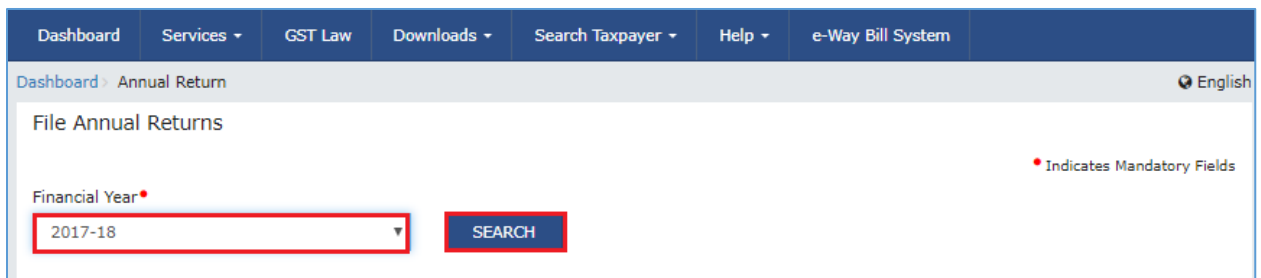 Dashboard Services GST Law Downloads Search Taxpayer Help e-Way Bill System
Dashboard > Annual Return English
File Annual Returns
• Indicates Mandatory Fields
Financial Year•
2017-18 SEARCH